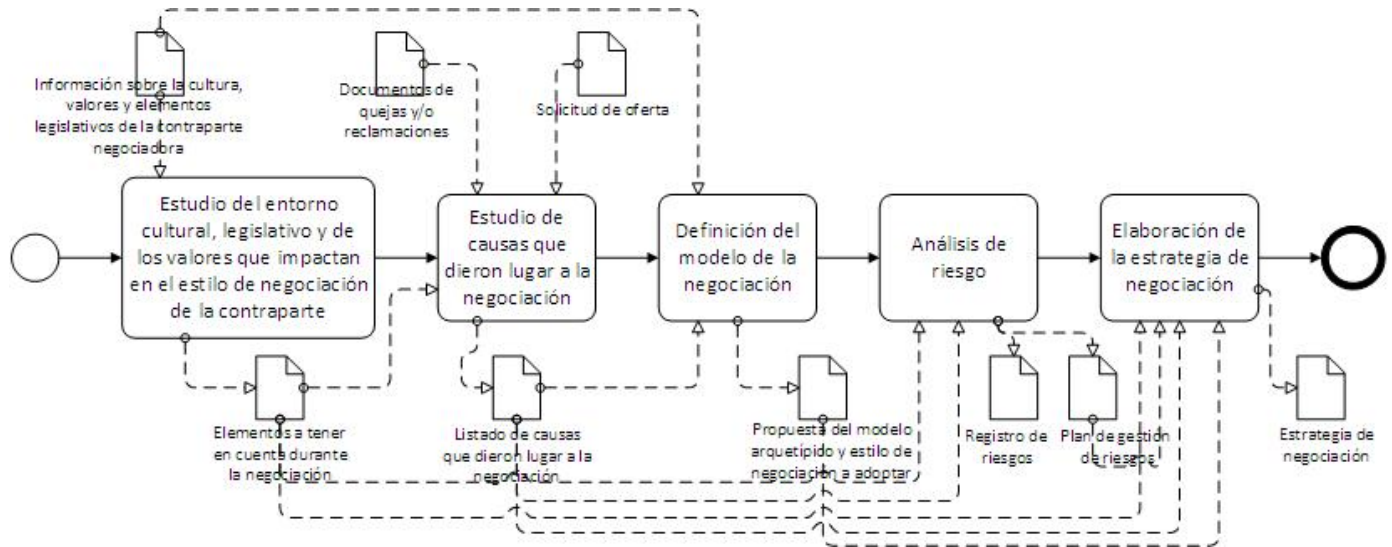 Información sobre la cultura,
valores y elementos
legislativos de la contraparte
negociadora
Documentos de
quejas y/o
reclamaciones
Solicitud de oferta
Estudio del entorno
cultural, legislativo y de
los valores que impactan
en el estilo de negociación
de la contraparte
Estudio de
causas que
dieron lugar a la
negociación
Definición del
modelo de la
negociación
Análisis de
riesgo
Elaboración de
la estrategia de
negociación
Elementos a tener
en cuenta durante
la negociación
Listado de causas
que dieron lugar a la
negociación
Propuesta del modelo
arquetípico y estilo de
negociación a adoptar
Registro de
riesgos
Plan de gestión
de riesgos
Estrategia de
negociación